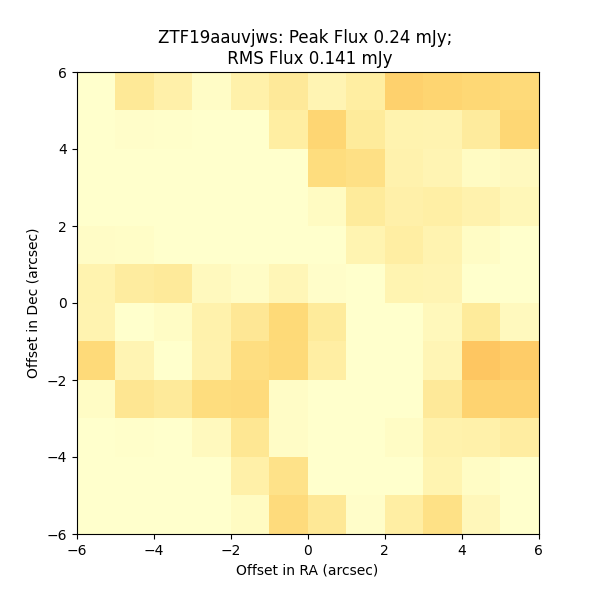 ZTF19aauvjws: Peak Flux 0.24 mJy;
RMS Flux 0.141 mJy
6
4
2
0
−2
−4
−6
Offset in Dec (arcsec)
−6 −4 −2 0 2 4 6
Offset in RA (arcsec)